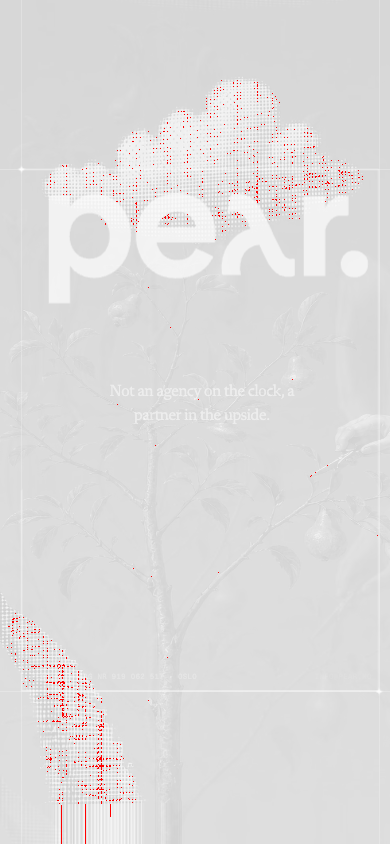 pear.
Not an agency on the clock, a
partner in the upside.